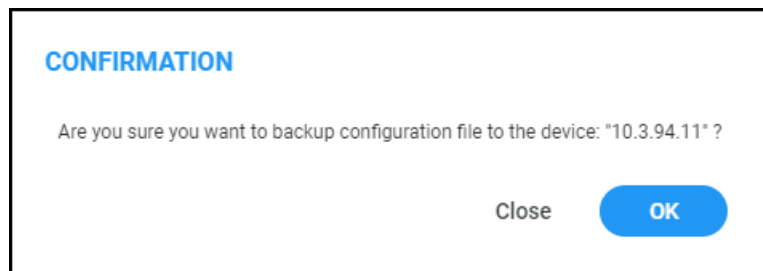 CONFIRMATION
Are you sure you want to backup configuration file to the device: "10.3.94.11" ?
Close OK